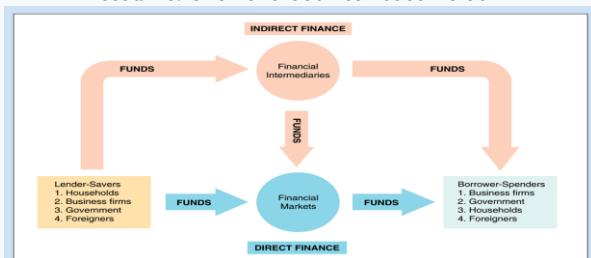 INDIRECT FINANCE
FUNDS
Financial
Intermediaries
FUNDS
FUNDS
Lender-Savers
1. Households
2. Business firms
3. Government
4. Foreigners
FUNDS
Financial
Markets
FUNDS
Borrower-Spenders
1. Business firms
2. Government
3. Households
4. Foreigners
DIRECT FINANCE